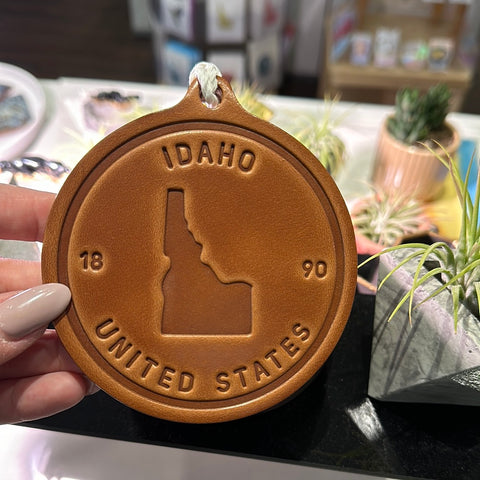 IDAHO
18 90
UNITED STATES